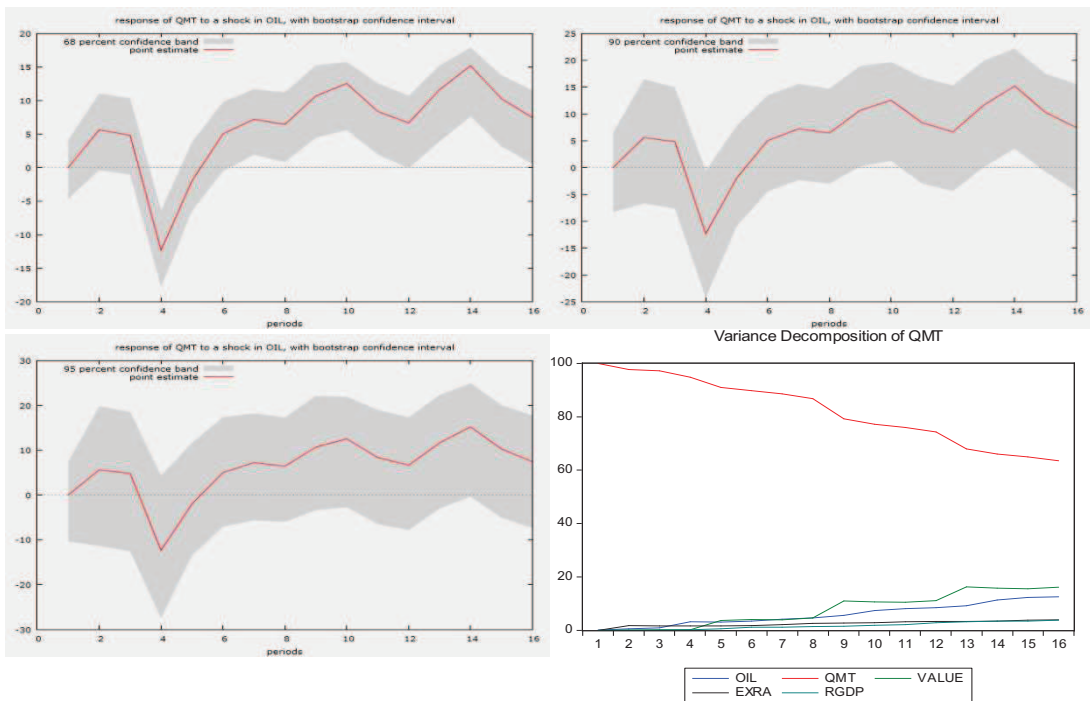 response of QMT to a shock in OIL, with bootstrap confidence interval
68 percent confidence band
point estimate
20
15
10
5
0
-5
-10
-15
-20
0 2 4 6 8 10 12 14 16
periods
response of QMT to a shock in OIL, with bootstrap confidence interval
90 percent confidence band
point estimate
25
20
15
10
5
0
-5
-10
-15
-20
-25
0 2 4 6 8 10 12 14 16
periods
response of QMT to a shock in OIL, with bootstrap confidence interval
95 percent confidence band
point estimate
30
20
10
0
-10
-20
-30
0 2 4 6 8 10 12 14 16
periods
Variance Decomposition of QMT
100
80
60
40
20
0
1 2 3 4 5 6 7 8 9 10 11 12 13 14 15 16
OIL QMT VALUE
EXRA RGDP